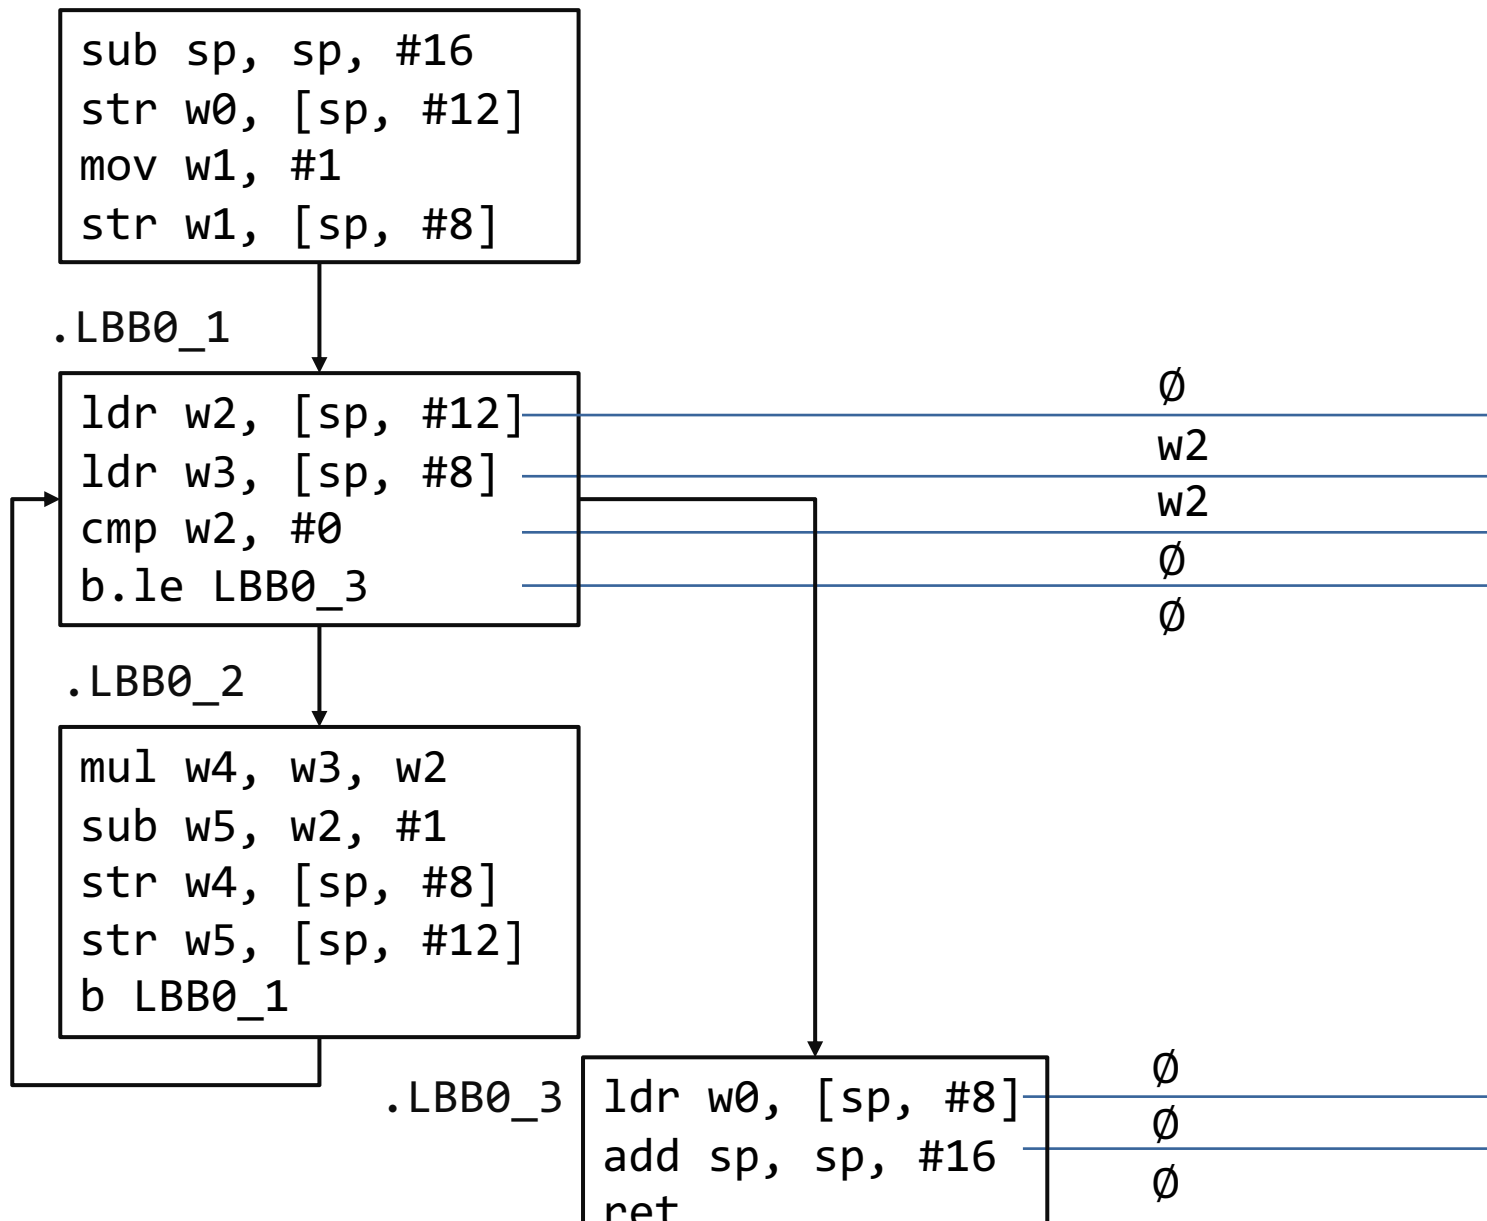 sub sp, sp, #16
str w0, [sp, #12]
mov w1, #1
str w1, [sp, #8]
.LBB0_1
ldr w2, [sp, #12]
ldr w3, [sp, #8]
cmp w2, #0
b.le LBB0_3
Ø
w2
w2
Ø
Ø
.LBB0_2
mul w4, w3, w2
sub w5, w2, #1
str w4, [sp, #8]
str w5, [sp, #12]
b LBB0_1
.LBB0_3
ldr w0, [sp, #8]
add sp, sp, #16
ret
Ø
Ø
Ø